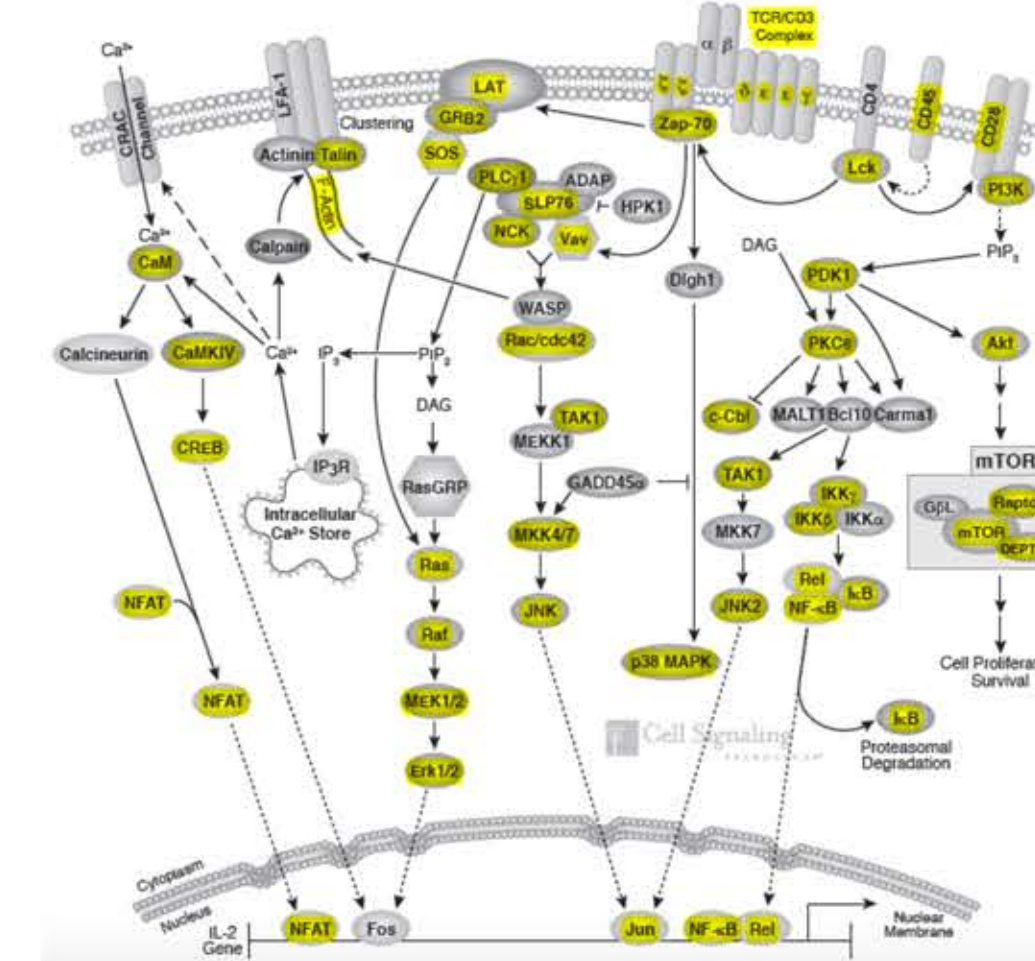 TCR/CD3
Complex
Ca²⁺
CRAC
Channel
LFA-1
Clustering
LAT
GRB2
SOS
α β
ζ ζ
δ ε ε γ
CD4
CD45
CD28
Zap-70
Lck
PI3K
Actinin Talin
F-Actin
PLCγ1
ADAP
SLP76
HPK1
NCK
Vav
Ca²⁺
CaM
Calpain
Dlgh1
DAG
PIP₃
PDK1
WASP
Rac/cdc42
Calcineurin
CaMKIV
Ca²⁺
IP₃
PIP₂
DAG
PKCθ
Akt
c-Cbl
MALT1 Bcl10 Carma1
TAK1
MEKK1
CREB
IP3R
RasGRP
GADD45α
TAK1
mTOR
Intracellular
Ca²⁺ Store
IKKγ
IKKβ
IKKα
GβL
mTOR
MKK4/7
MKK7
Ras
Rel
NF-κB
IκB
NFAT
JNK
JNK2
Raf
p38 MAPK
Survival
NFAT
MEK1/2
IκB
Cell Signaling
TECHNOLOGY®
Proteasomal
Degradation
Erk1/2
Cytoplasm
Nucleus
IL-2
Gene
NFAT
Fos
Jun
NF-κB
Rel
Nuclear
Membrane